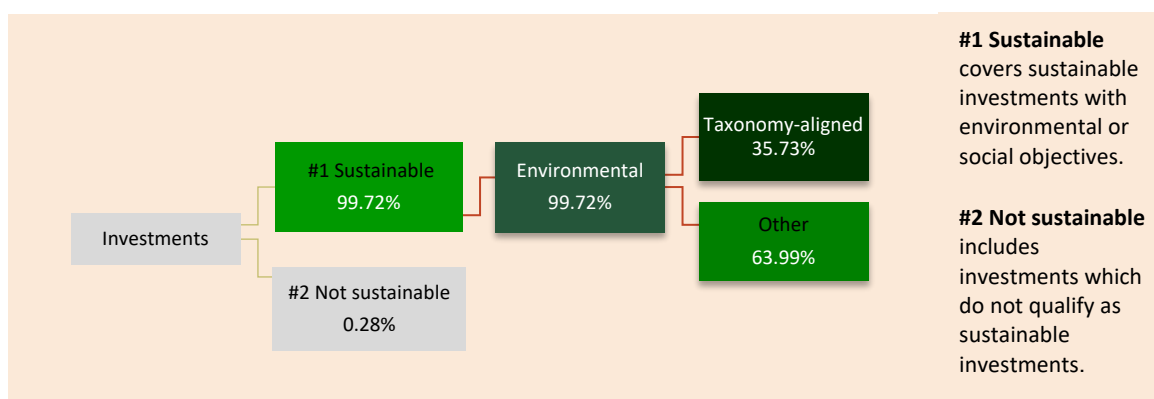 Investments
#1 Sustainable
99.72%
#2 Not sustainable
0.28%
Environmental
99.72%
Taxonomy-aligned
35.73%
Other
63.99%
#1 Sustainable
covers sustainable
investments with
environmental or
social objectives.
#2 Not sustainable
includes
investments which
do not qualify as
sustainable
investments.